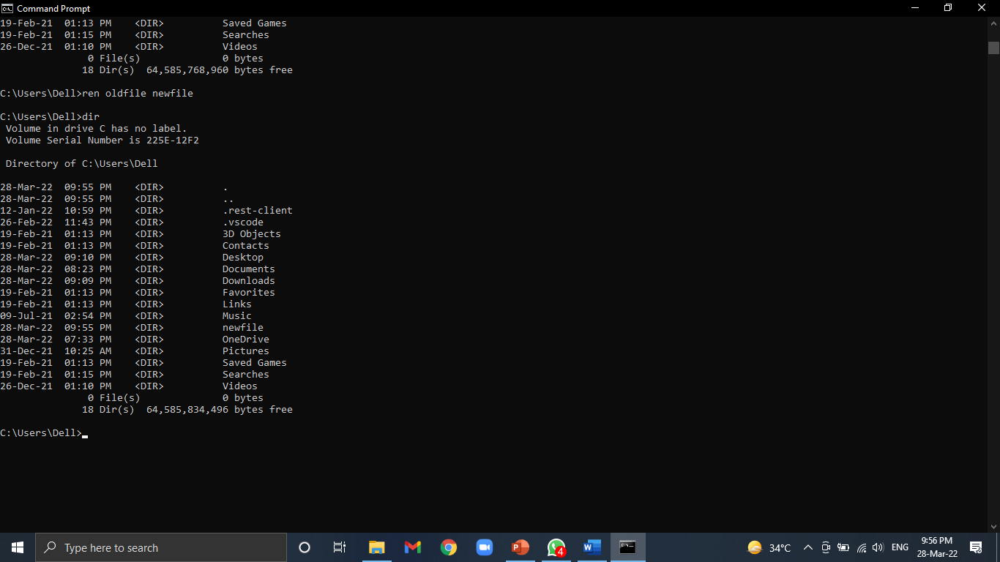 Command Prompt
19-Feb-21  01:13 PM    <DIR>          Saved Games
19-Feb-21  01:15 PM    <DIR>          Searches
26-Dec-21  01:10 PM    <DIR>          Videos
               0 File(s)              0 bytes
              18 Dir(s)  64,585,768,960 bytes free
C:\Users\Dell>ren oldfile newfile
C:\Users\Dell>dir
 Volume in drive C has no label.
 Volume Serial Number is 225E-12F2
 Directory of C:\Users\Dell
28-Mar-22  09:55 PM    <DIR>          .
28-Mar-22  09:55 PM    <DIR>          ..
12-Jan-22  10:59 PM    <DIR>          .rest-client
26-Feb-22  11:43 PM    <DIR>          .vscode
19-Feb-21  01:13 PM    <DIR>          3D Objects
19-Feb-21  01:13 PM    <DIR>          Contacts
28-Mar-22  09:10 PM    <DIR>          Desktop
28-Mar-22  08:23 PM    <DIR>          Documents
28-Mar-22  09:09 PM    <DIR>          Downloads
19-Feb-21  01:13 PM    <DIR>          Favorites
19-Feb-21  01:13 PM    <DIR>          Links
09-Jul-21  02:54 PM    <DIR>          Music
28-Mar-22  09:55 PM    <DIR>          newfile
28-Mar-22  07:33 PM    <DIR>          OneDrive
31-Dec-21  10:25 AM    <DIR>          Pictures
19-Feb-21  01:13 PM    <DIR>          Saved Games
19-Feb-21  01:15 PM    <DIR>          Searches
26-Dec-21  01:10 PM    <DIR>          Videos
               0 File(s)              0 bytes
              18 Dir(s)  64,585,834,496 bytes free
C:\Users\Dell>
Type here to search
4
34°C
ENG
9:56 PM
28-Mar-22